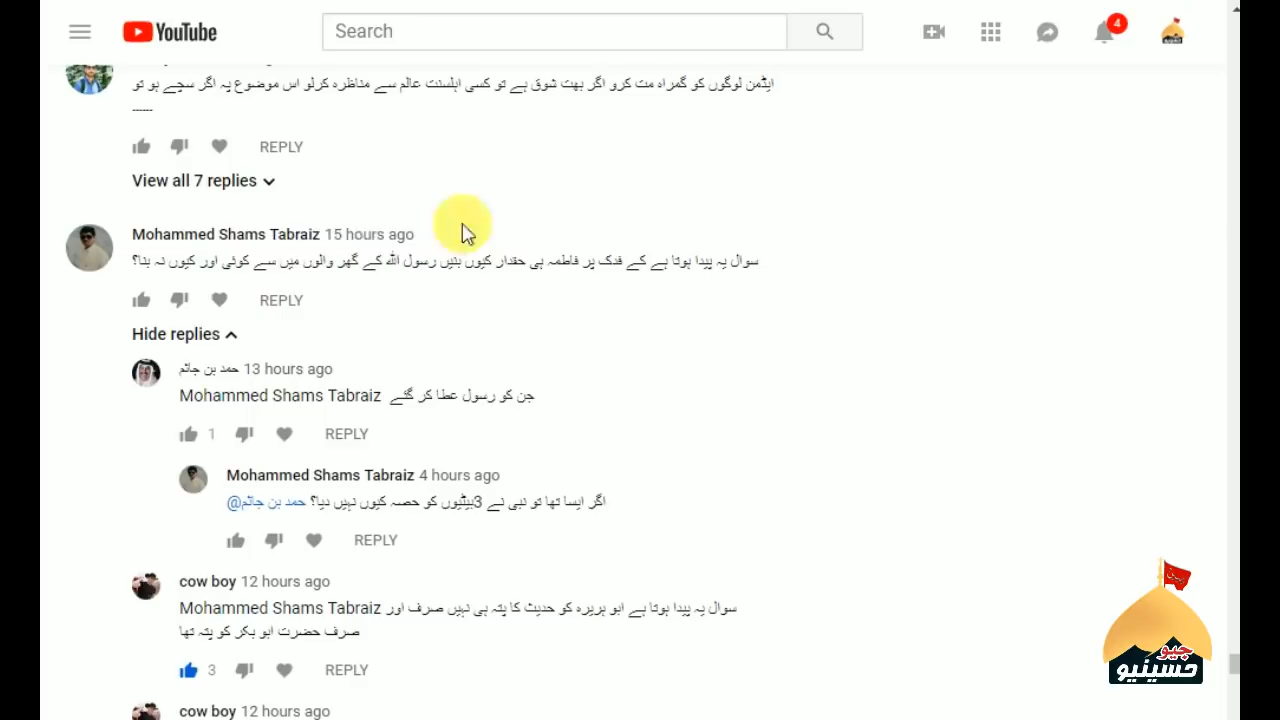 YouTube
Search
4
ایڈمن لوگوں کو گمراہ مت کرو اگر بھت شوق ہے تو کسی اہلسنت عالم سے مناظرہ کرلو اس موضوع پہ اگر سچے ہو تو
-----
REPLY
View all 7 replies
Mohammed Shams Tabraiz 15 hours ago
سوال یہ پیدا ہوتا ہے کے فدک پر فاطمہ ہی حقدار کیوں بنیں رسول اللہ کے گھر والوں میں سے کوئی اور کیوں نہ بنا؟
REPLY
Hide replies
حمد بن جاثم 13 hours ago
Mohammed Shams Tabraiz جن کو رسول عطا کر گئے
1 REPLY
Mohammed Shams Tabraiz 4 hours ago
@حمد بن جاثم اگر ایسا تھا تو نبی نے 3بیٹیوں کو حصہ کیوں نہیں دیا؟
REPLY
cow boy 12 hours ago
Mohammed Shams Tabraiz سوال یہ پیدا ہوتا ہے ابو ہریرہ کو حدیث کا پتہ ہی نہیں صرف اور
صرف حضرت ابو بکر کو پتہ تھا
3 REPLY
cow boy 12 hours ago
جیو
حسینیو